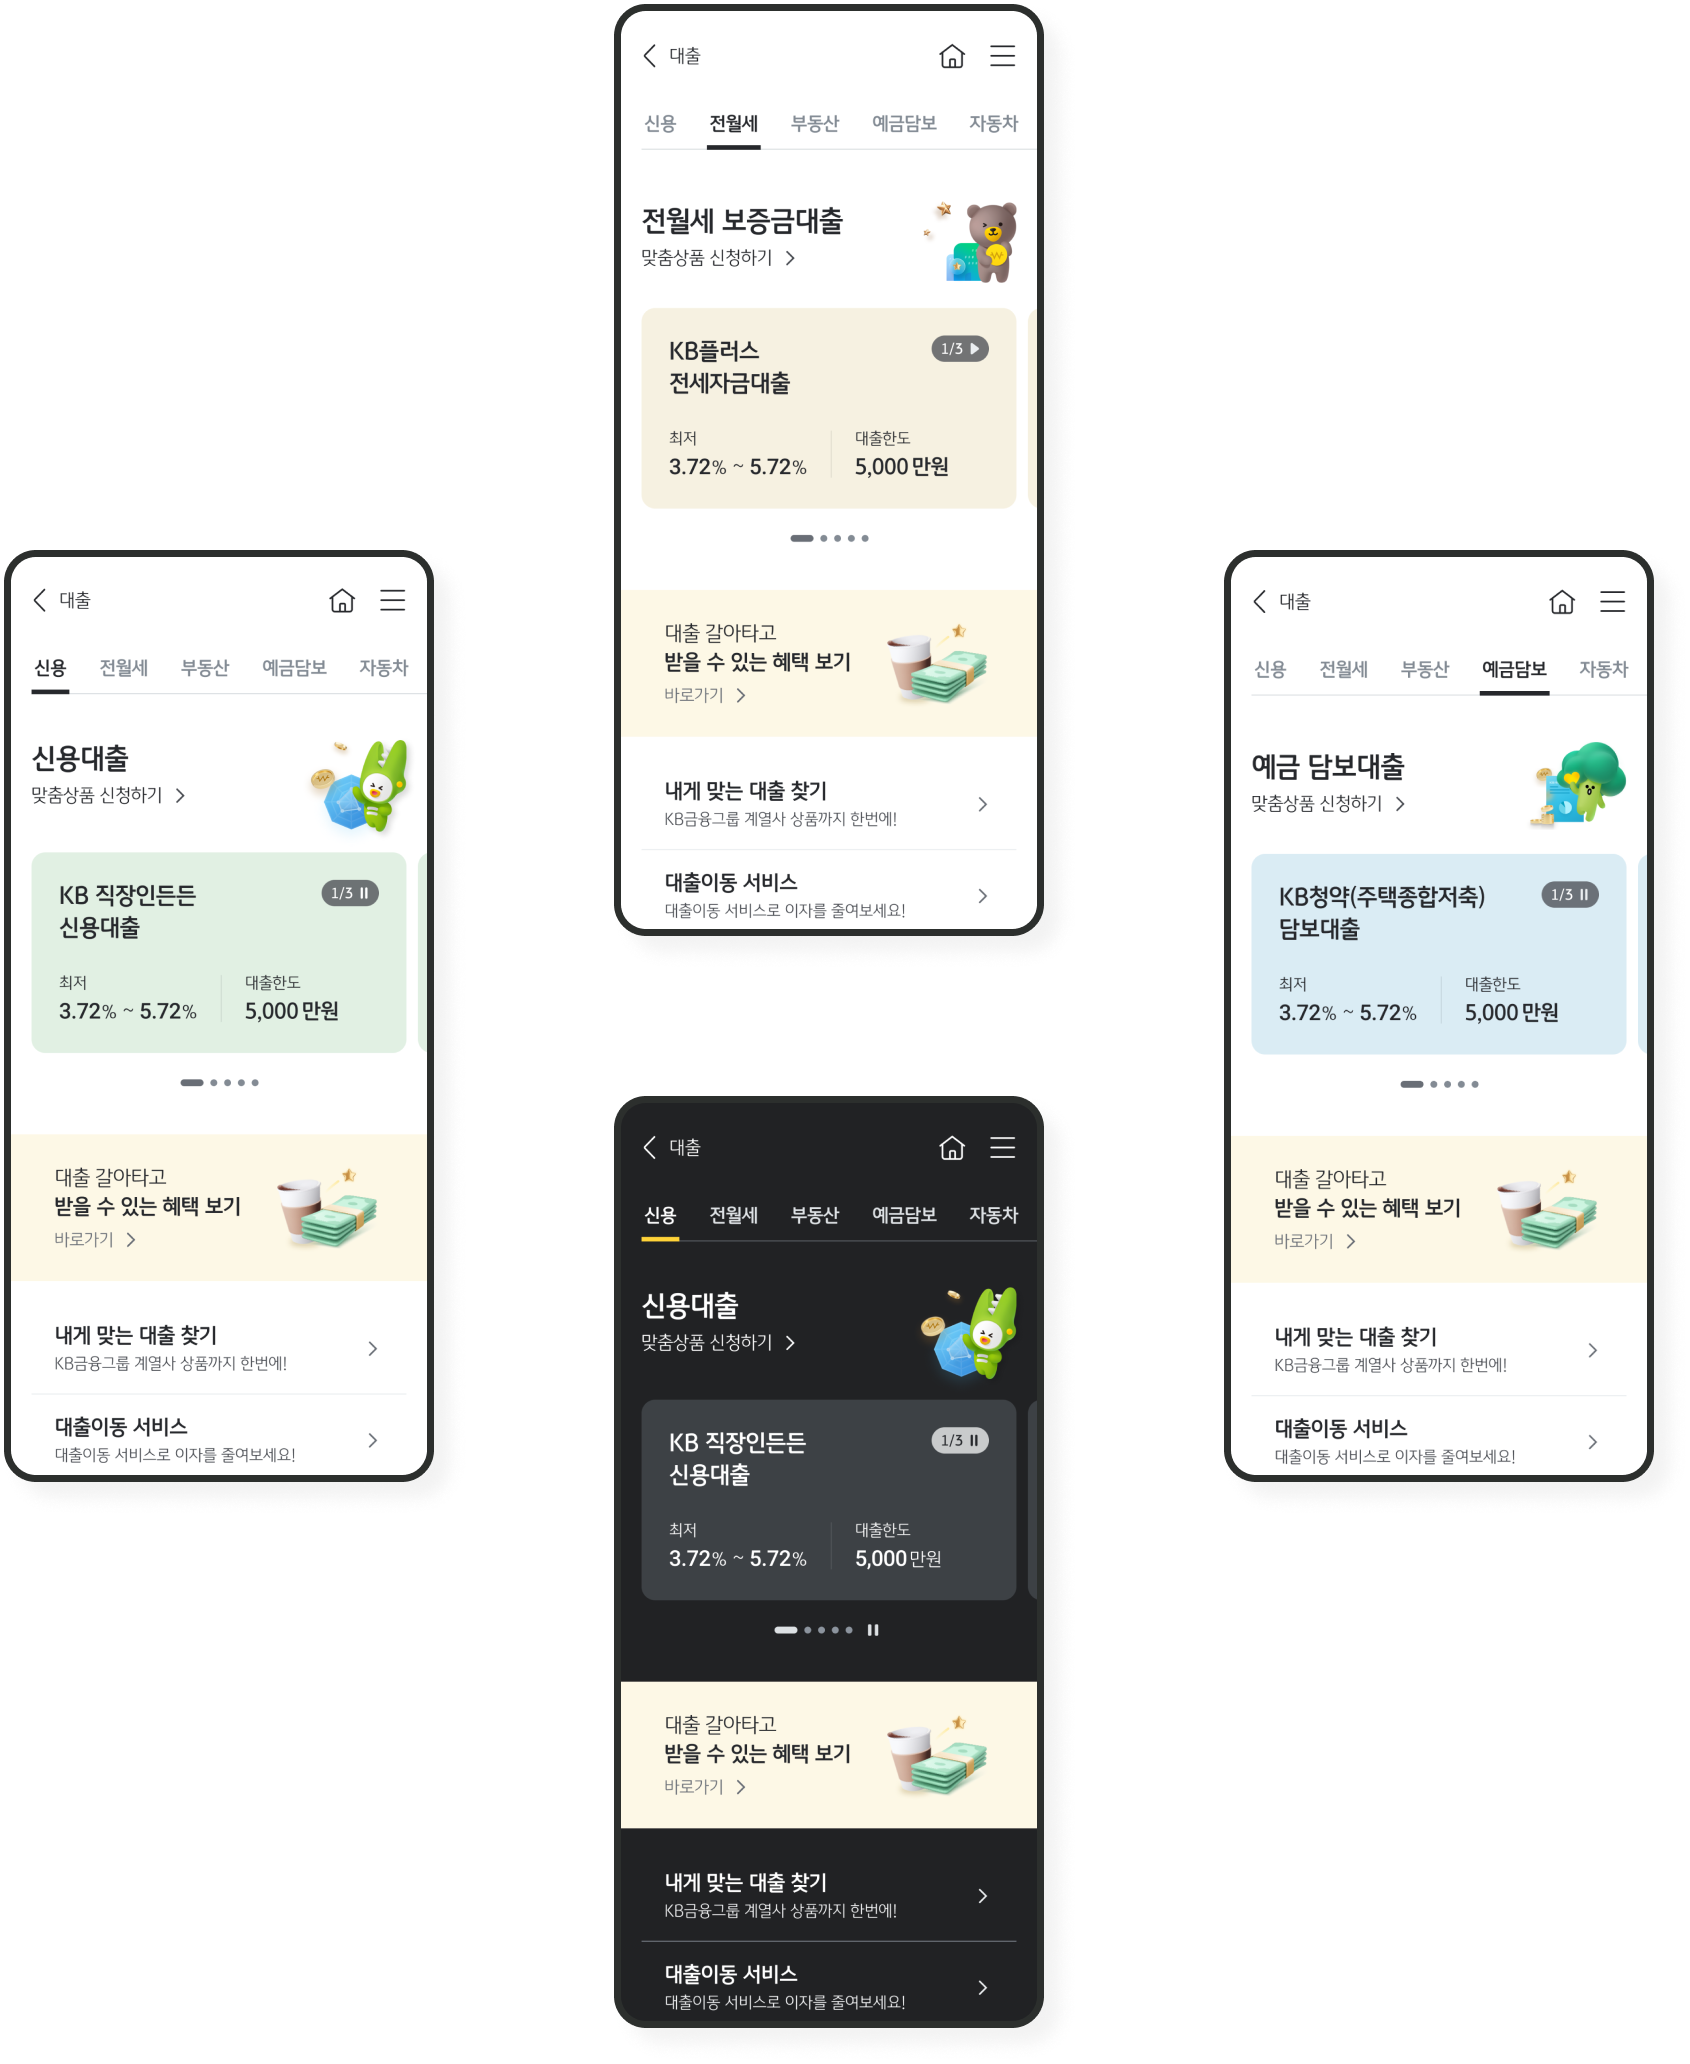 대출
신용 전월세 부동산 예금담보 자동차
전월세 보증금대출
맞춤상품 신청하기
KB플러스
전세자금대출
1/3
최저
3.72% ~ 5.72%
대출한도
5,000 만원
대출 갈아타고
받을 수 있는 혜택 보기
바로가기
내게 맞는 대출 찾기
KB금융그룹 계열사 상품까지 한번에!
대출이동 서비스
대출이동 서비스로 이자를 줄여보세요!
대출
신용 전월세 부동산 예금담보 자동차
신용대출
맞춤상품 신청하기
KB 직장인든든
신용대출
1/3
최저
3.72% ~ 5.72%
대출한도
5,000 만원
대출 갈아타고
받을 수 있는 혜택 보기
바로가기
내게 맞는 대출 찾기
KB금융그룹 계열사 상품까지 한번에!
대출이동 서비스
대출이동 서비스로 이자를 줄여보세요!
대출
신용 전월세 부동산 예금담보 자동차
예금 담보대출
맞춤상품 신청하기
KB청약(주택종합저축)
담보대출
1/3
최저
3.72% ~ 5.72%
대출한도
5,000 만원
대출 갈아타고
받을 수 있는 혜택 보기
바로가기
내게 맞는 대출 찾기
KB금융그룹 계열사 상품까지 한번에!
대출이동 서비스
대출이동 서비스로 이자를 줄여보세요!
대출
신용 전월세 부동산 예금담보 자동차
신용대출
맞춤상품 신청하기
KB 직장인든든
신용대출
1/3
최저
3.72% ~ 5.72%
대출한도
5,000 만원
대출 갈아타고
받을 수 있는 혜택 보기
바로가기
내게 맞는 대출 찾기
KB금융그룹 계열사 상품까지 한번에!
대출이동 서비스
대출이동 서비스로 이자를 줄여보세요!